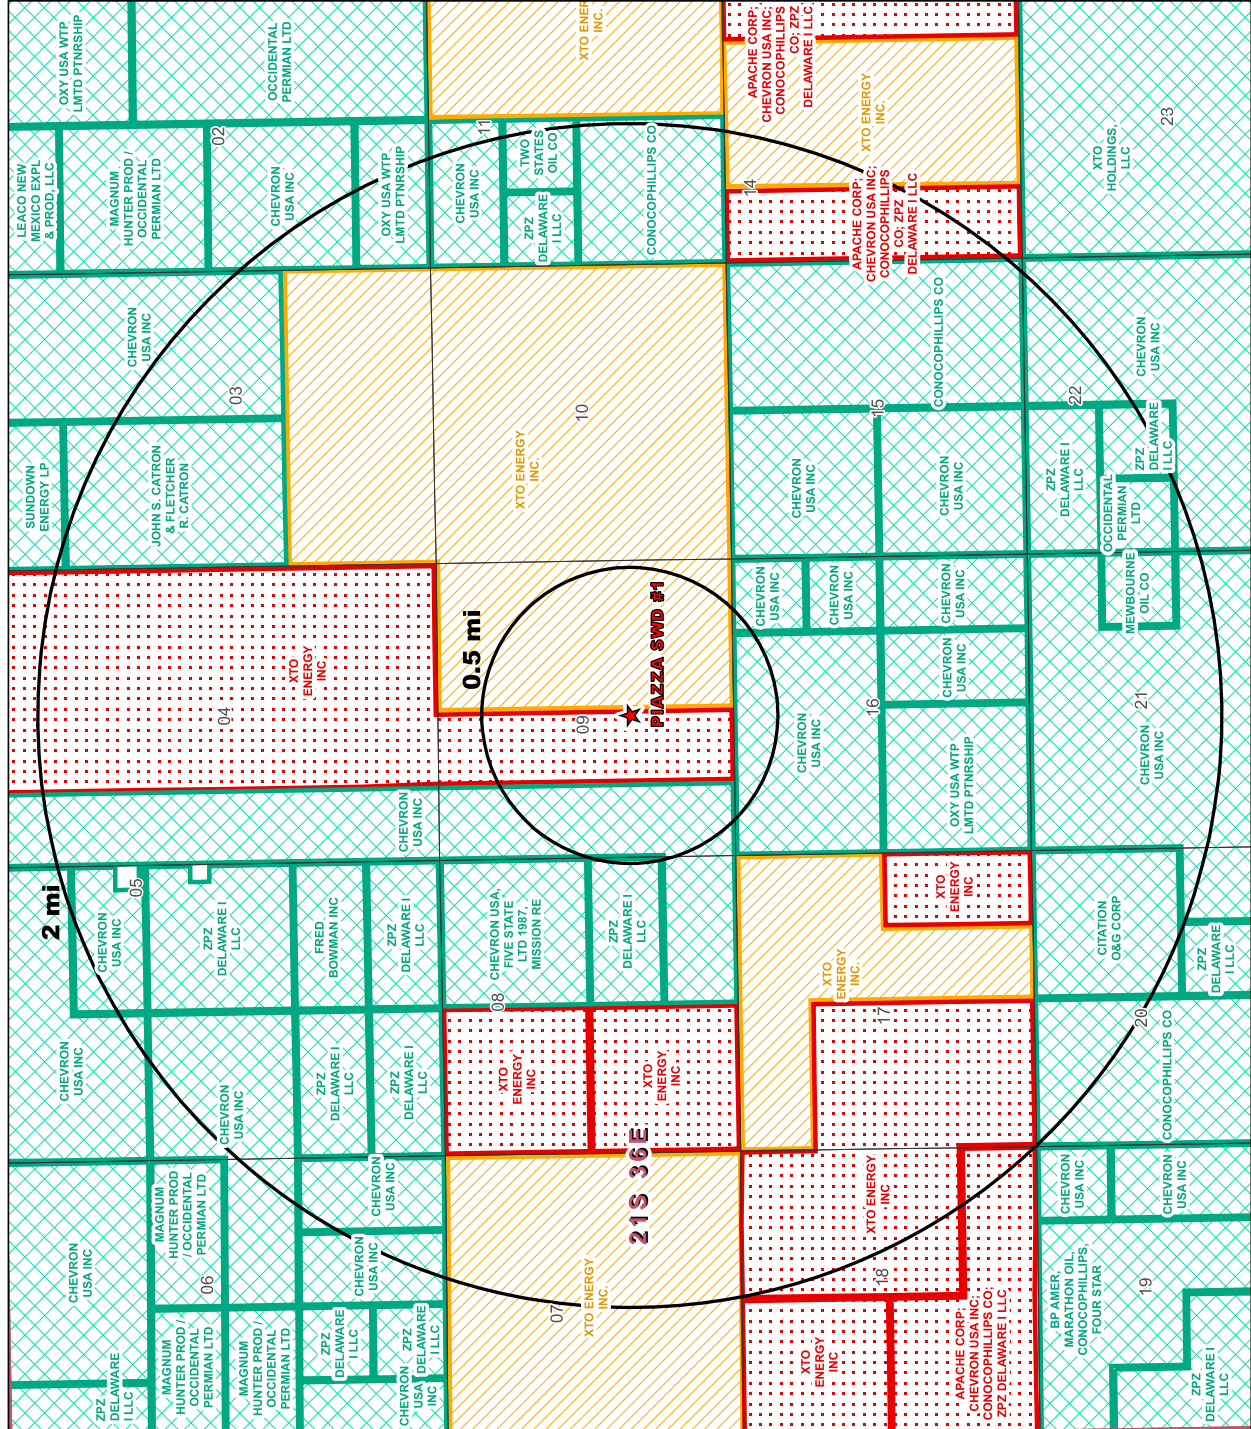 OXY USA WTP
LMTD PTNRSHIP
OCCIDENTAL
PERMIAN LTD
XTO ENER
INC.
APACHE CORP;
CHEVRON USA INC;
CONOCOPHILLIPS
CO; ZPZ
DELAWARE I LLC
XTO ENERGY
INC.
XTO
HOLDINGS,
LLC
23
LEACO NEW
MEXICO EXPL
& PROD, LLC
MAGNUM
HUNTER PROD /
OCCIDENTAL
PERMIAN LTD
02
CHEVRON
USA INC
OXY USA WTP
LMTD PTNRSHIP
CHEVRON
USA INC
11
TWO
STATES
OIL CO
ZPZ
DELAWARE
I LLC
CONOCOPHILLIPS CO
14
APACHE CORP;
CHEVRON USA INC;
CONOCOPHILLIPS
CO; ZPZ
DELAWARE I LLC
CHEVRON
USA INC
03
SUNDOWN
ENERGY LP
JOHN S. CATRON
& FLETCHER
R. CATRON
XTO ENERGY
INC.
10
CONOCOPHILLIPS CO
15
CHEVRON
USA INC
CHEVRON
USA INC
CHEVRON
USA INC
22
ZPZ
DELAWARE I
LLC
ZPZ
DELAWARE
I LLC
OCCIDENTAL
PERMIAN
LTD
MEWBOURNE
OIL CO
XTO
ENERGY
INC
04
0.5 mi
09
PIAZZA SWD #1
CHEVRON
USA INC
CHEVRON
USA INC
CHEVRON
USA INC
CHEVRON
USA INC
CHEVRON
USA INC
16
OXY USA WTP
LMTD PTNRSHIP
CHEVRON
USA INC
21
CHEVRON
USA INC
2 mi
05
CHEVRON
USA INC
ZPZ
DELAWARE I
LLC
FRED
BOWMAN INC
ZPZ
DELAWARE I
LLC
CHEVRON USA,
FIVE STATE
LTD 1987,
MISSION RE
08
ZPZ
DELAWARE I
LLC
XTO
ENERGY
INC
XTO
ENERGY
INC.
17
CITATION
O&G CORP
ZPZ
DELAWARE
I LLC
CHEVRON
USA INC
CHEVRON
USA INC
ZPZ
DELAWARE I
LLC
ZPZ
DELAWARE I
LLC
XTO
ENERGY
INC
XTO
ENERGY
INC
20
CONOCOPHILLIPS CO
21S 36E
CHEVRON
USA INC
MAGNUM
HUNTER PROD
/ OCCIDENTAL
PERMIAN LTD
06
CHEVRON
USA INC
CHEVRON
USA INC
07
XTO ENERGY
INC.
XTO ENERGY
INC
18
CHEVRON
USA INC
CHEVRON
USA INC
BP AMER,
MARATHON OIL,
CONOCOPHILLIPS,
FOUR STAR
19
ZPZ
DELAWARE
I LLC
MAGNUM
HUNTER PROD /
OCCIDENTAL
PERMIAN LTD
MAGNUM
HUNTER PROD /
OCCIDENTAL
PERMIAN LTD
ZPZ
DELAWARE
I LLC
ZPZ
DELAWARE
I LLC
CHEVRON
USA
INC
XTO
ENERGY
INC
APACHE CORP;
CHEVRON USA INC;
CONOCOPHILLIPS CO;
ZPZ DELAWARE I LLC
ZPZ
DELAWARE I
LLC